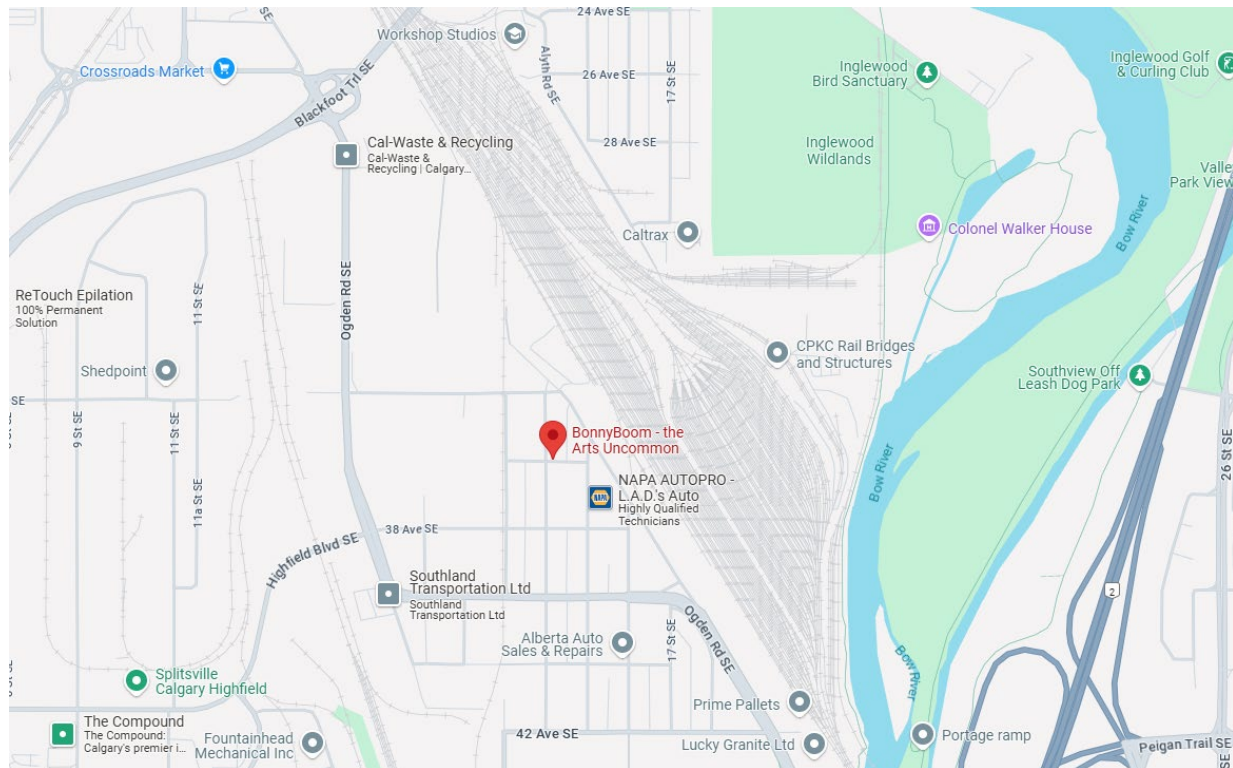 24 Ave SE
Workshop Studios
Alyth Rd SE
Crossroads Market
26 Ave SE
17 St SE
Inglewood
Bird Sanctuary
Inglewood Golf
& Curling Club
Blackfoot Trl SE
Cal-Waste & Recycling
Cal-Waste &
Recycling | Calgary...
28 Ave SE
Inglewood
Wildlands
Valle
Park View
Bow River
Caltrax
Colonel Walker House
Ogden Rd SE
ReTouch Epilation
100% Permanent
Solution
11 St SE
Shedpoint
CPKC Rail Bridges
and Structures
Southview Off
Leash Dog Park
SE
9 St SE
11 St SE
BonnyBoom - the
Arts Uncommon
26 St SE
Bow River
NAPA
NAPA AUTOPRO -
L.A.D.'s Auto
Highly Qualified
Technicians
11a St SE
38 Ave SE
Highfield Blvd SE
Southland
Transportation Ltd
Southland
Transportation Ltd
2
Ogden Rd SE
Alberta Auto
Sales & Repairs
17 St SE
Bow River
Splitsville
Calgary Highfield
Prime Pallets
The Compound
The Compound:
Calgary's premier i...
Fountainhead
Mechanical Inc
42 Ave SE
Lucky Granite Ltd
Portage ramp
Peigan Trail SE